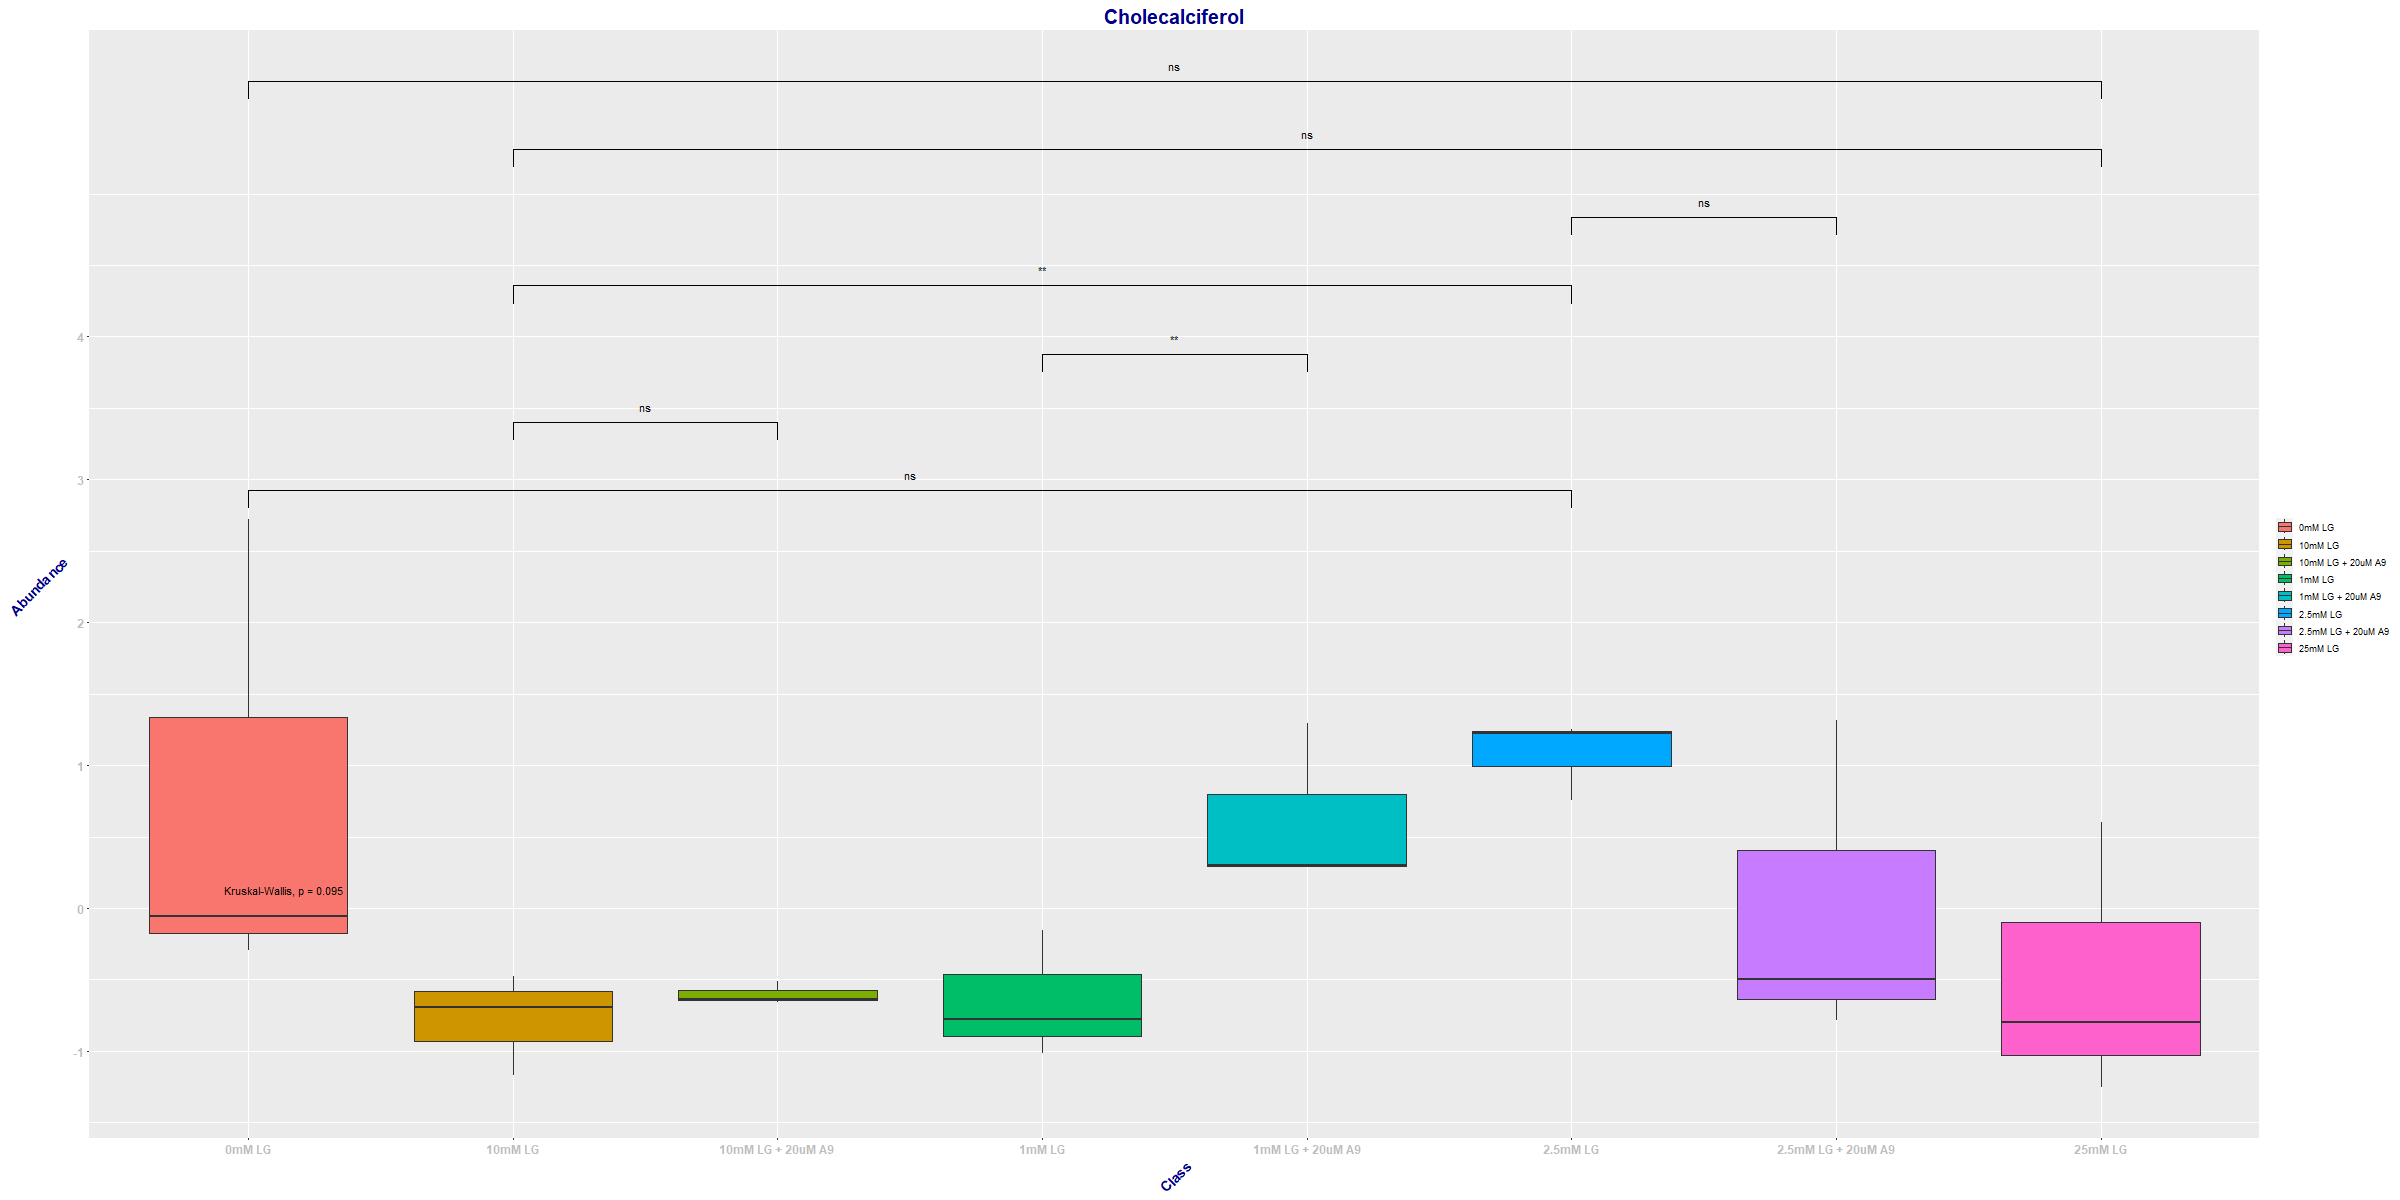 Cholecalciferol
ns
ns
ns
**
**
ns
ns
4
3
2
1
0
-1
Abundance
Kruskal-Wallis, p = 0.095
0mM LG
10mM LG
10mM LG + 20uM A9
1mM LG
1mM LG + 20uM A9
2.5mM LG
2.5mM LG + 20uM A9
25mM LG
Class
0mM LG
10mM LG
10mM LG + 20uM A9
1mM LG
1mM LG + 20uM A9
2.5mM LG
2.5mM LG + 20uM A9
25mM LG